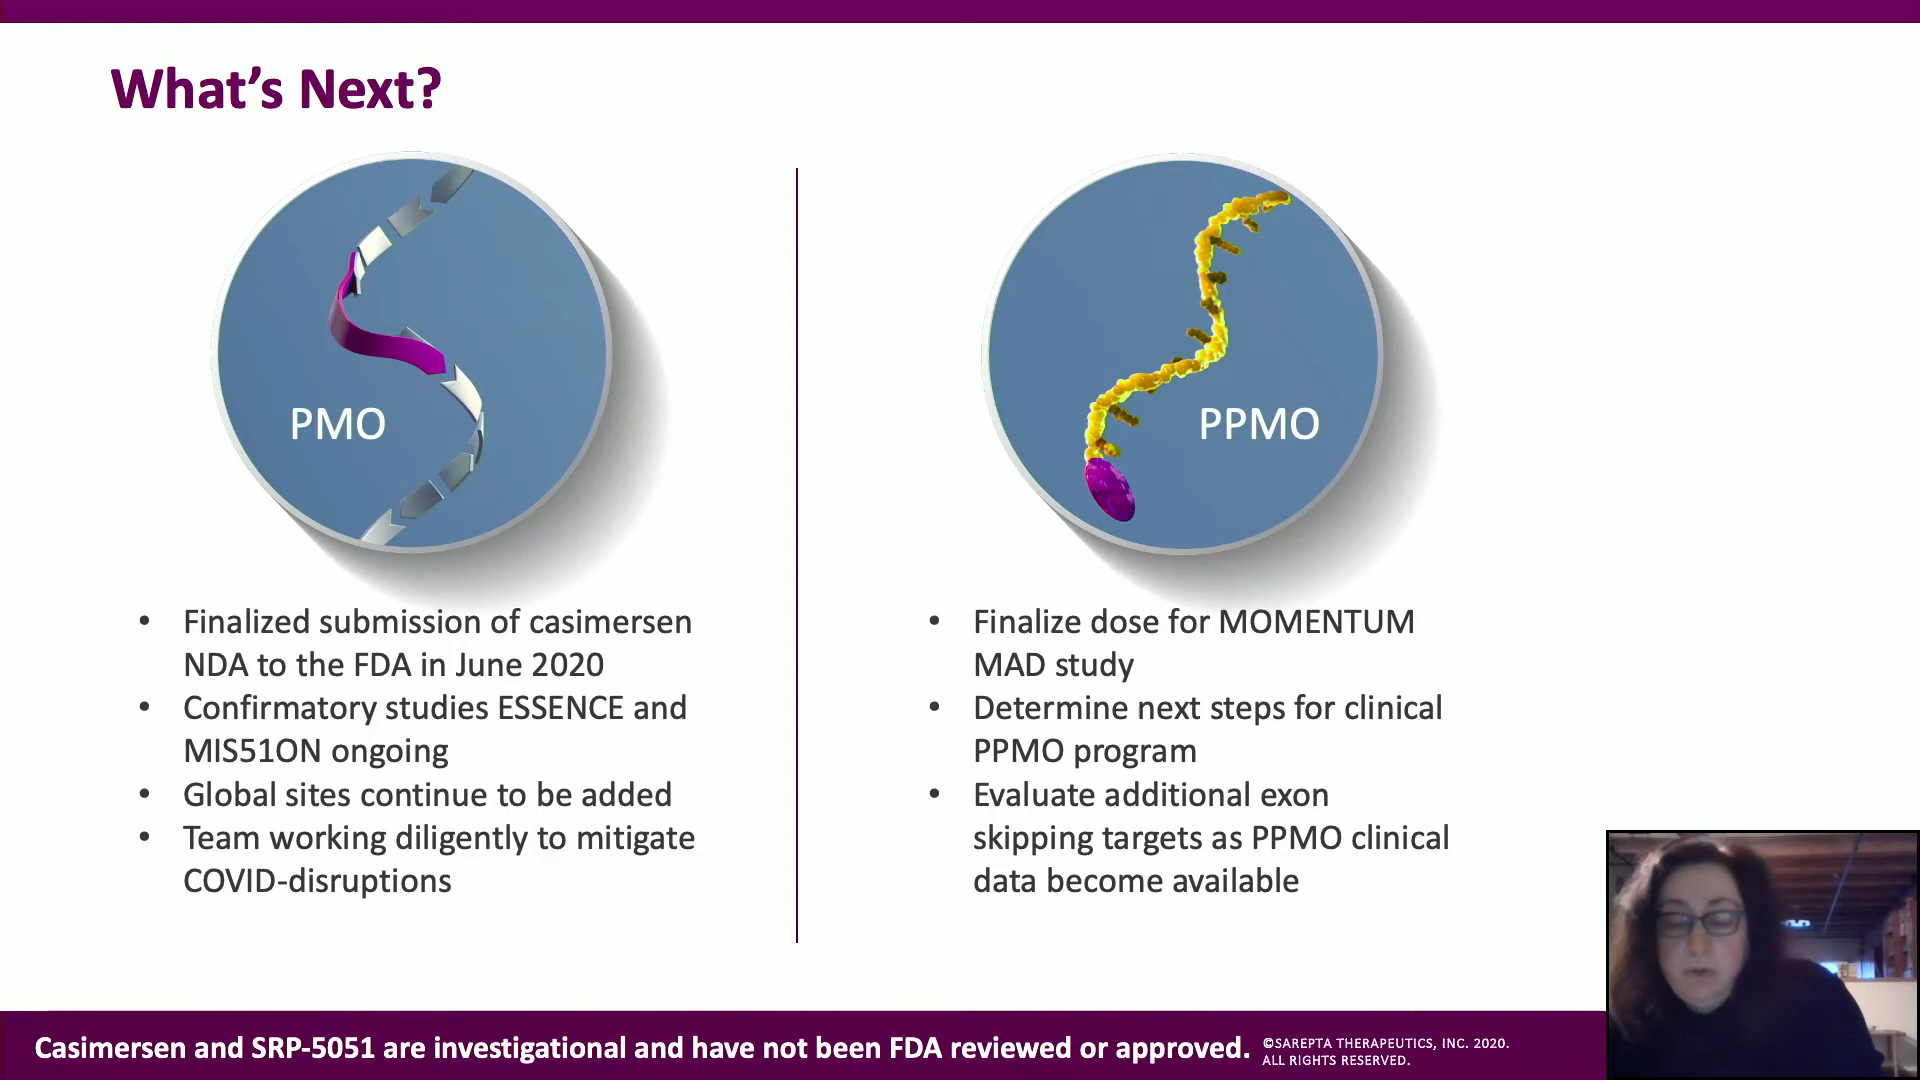 What's Next?
PMO
• Finalized submission of casimersen
NDA to the FDA in June 2020
• Confirmatory studies ESSENCE and
MIS51ON ongoing
• Global sites continue to be added
• Team working diligently to mitigate
COVID-disruptions
PPMO
• Finalize dose for MOMENTUM
MAD study
• Determine next steps for clinical
PPMO program
• Evaluate additional exon
skipping targets as PPMO clinical
data become available
Casimersen and SRP-5051 are investigational and have not been FDA reviewed or approved.
©SAREPTA THERAPEUTICS, INC. 2020.
ALL RIGHTS RESERVED.